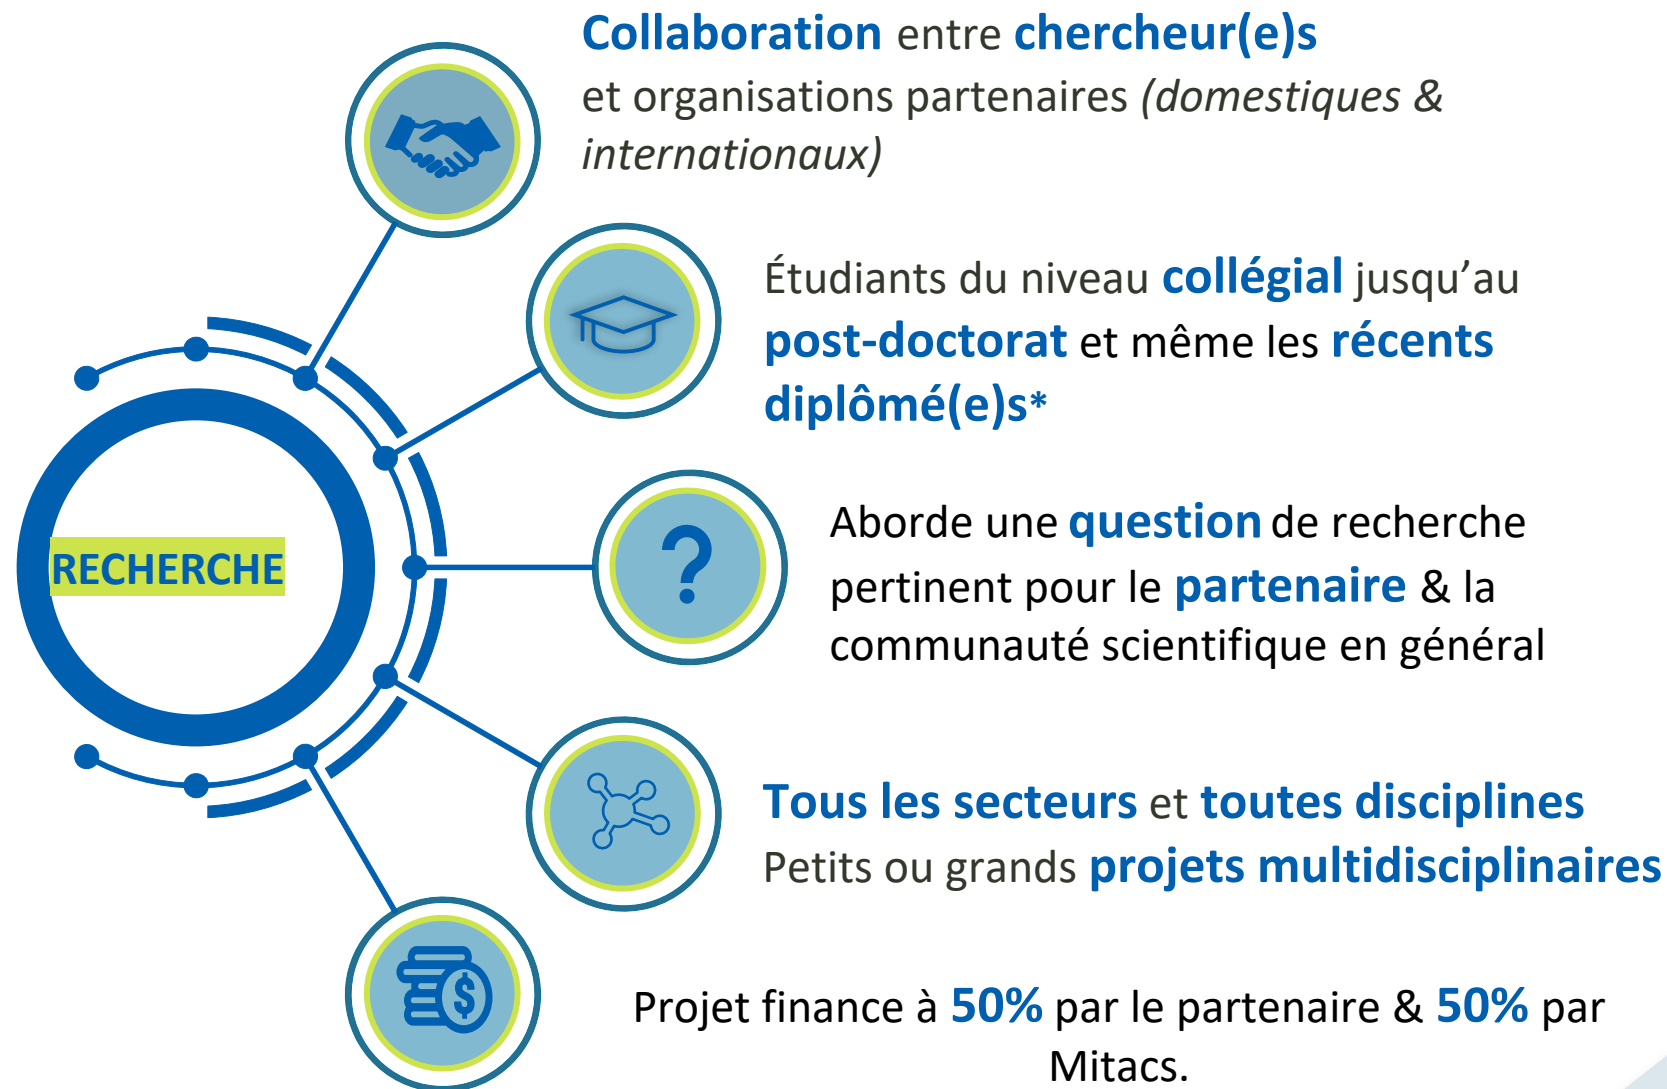 Collaboration entre chercheur(e)s
et organisations partenaires (domestiques &
internationaux)
Étudiants du niveau collégial jusqu’au
post-doctorat et même les récents
diplômé(e)s*
RECHERCHE
Aborde une question de recherche
pertinent pour le partenaire & la
communauté scientifique en général
Tous les secteurs et toutes disciplines
Petits ou grands projets multidisciplinaires
$
Projet finance à 50% par le partenaire & 50% par
Mitacs.